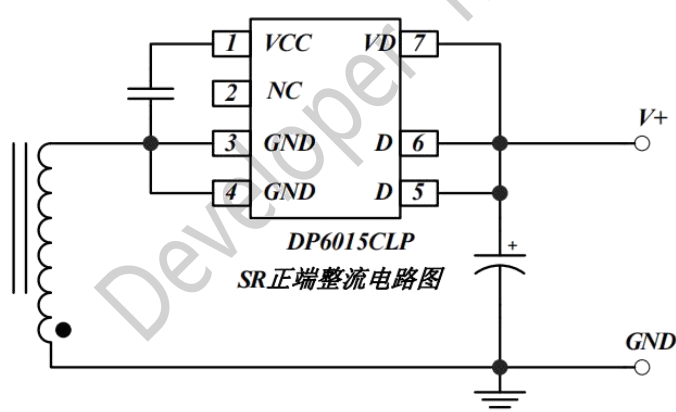 1 VCC VD 7
2 NC
3 GND D 6
4 GND D 5
V+
+
DP6015CLP
SR正端整流电路图
GND
Developer